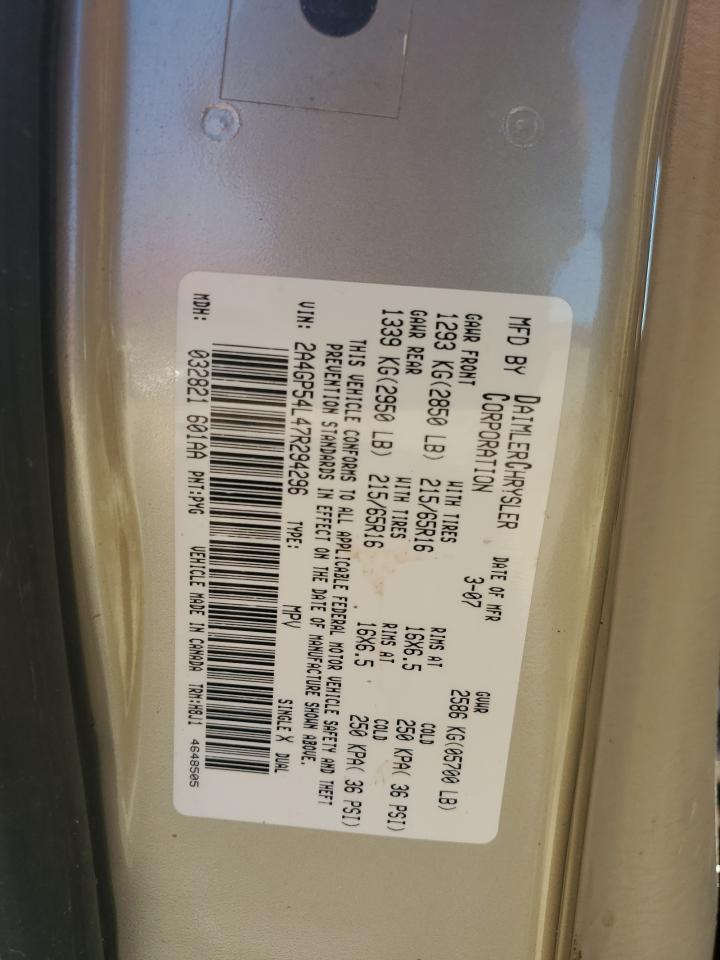 MFD BY DAIMLERCHRYSLER CORPORATION DATE OF MFR 3-07 GVWR 2586 KG(05700 LB)
GAWR FRONT WITH TIRES RIMS AT COLD
1293 KG(2850 LB) 215/65R16 16X6.5 250 KPA( 36 PSI)
GAWR REAR WITH TIRES RIMS AT COLD
1339 KG(2950 LB) 215/65R16 16X6.5 250 KPA( 36 PSI)
THIS VEHICLE CONFORMS TO ALL APPLICABLE FEDERAL MOTOR VEHICLE SAFETY AND THEFT
PREVENTION STANDARDS IN EFFECT ON THE DATE OF MANUFACTURE SHOWN ABOVE.
VIN: 2A4GP54L47R294296 TYPE: MPV SINGLE X DUAL
MDH: 032821 601AA PNT:PYG VEHICLE MADE IN CANADA TRM:H8J1 4648505